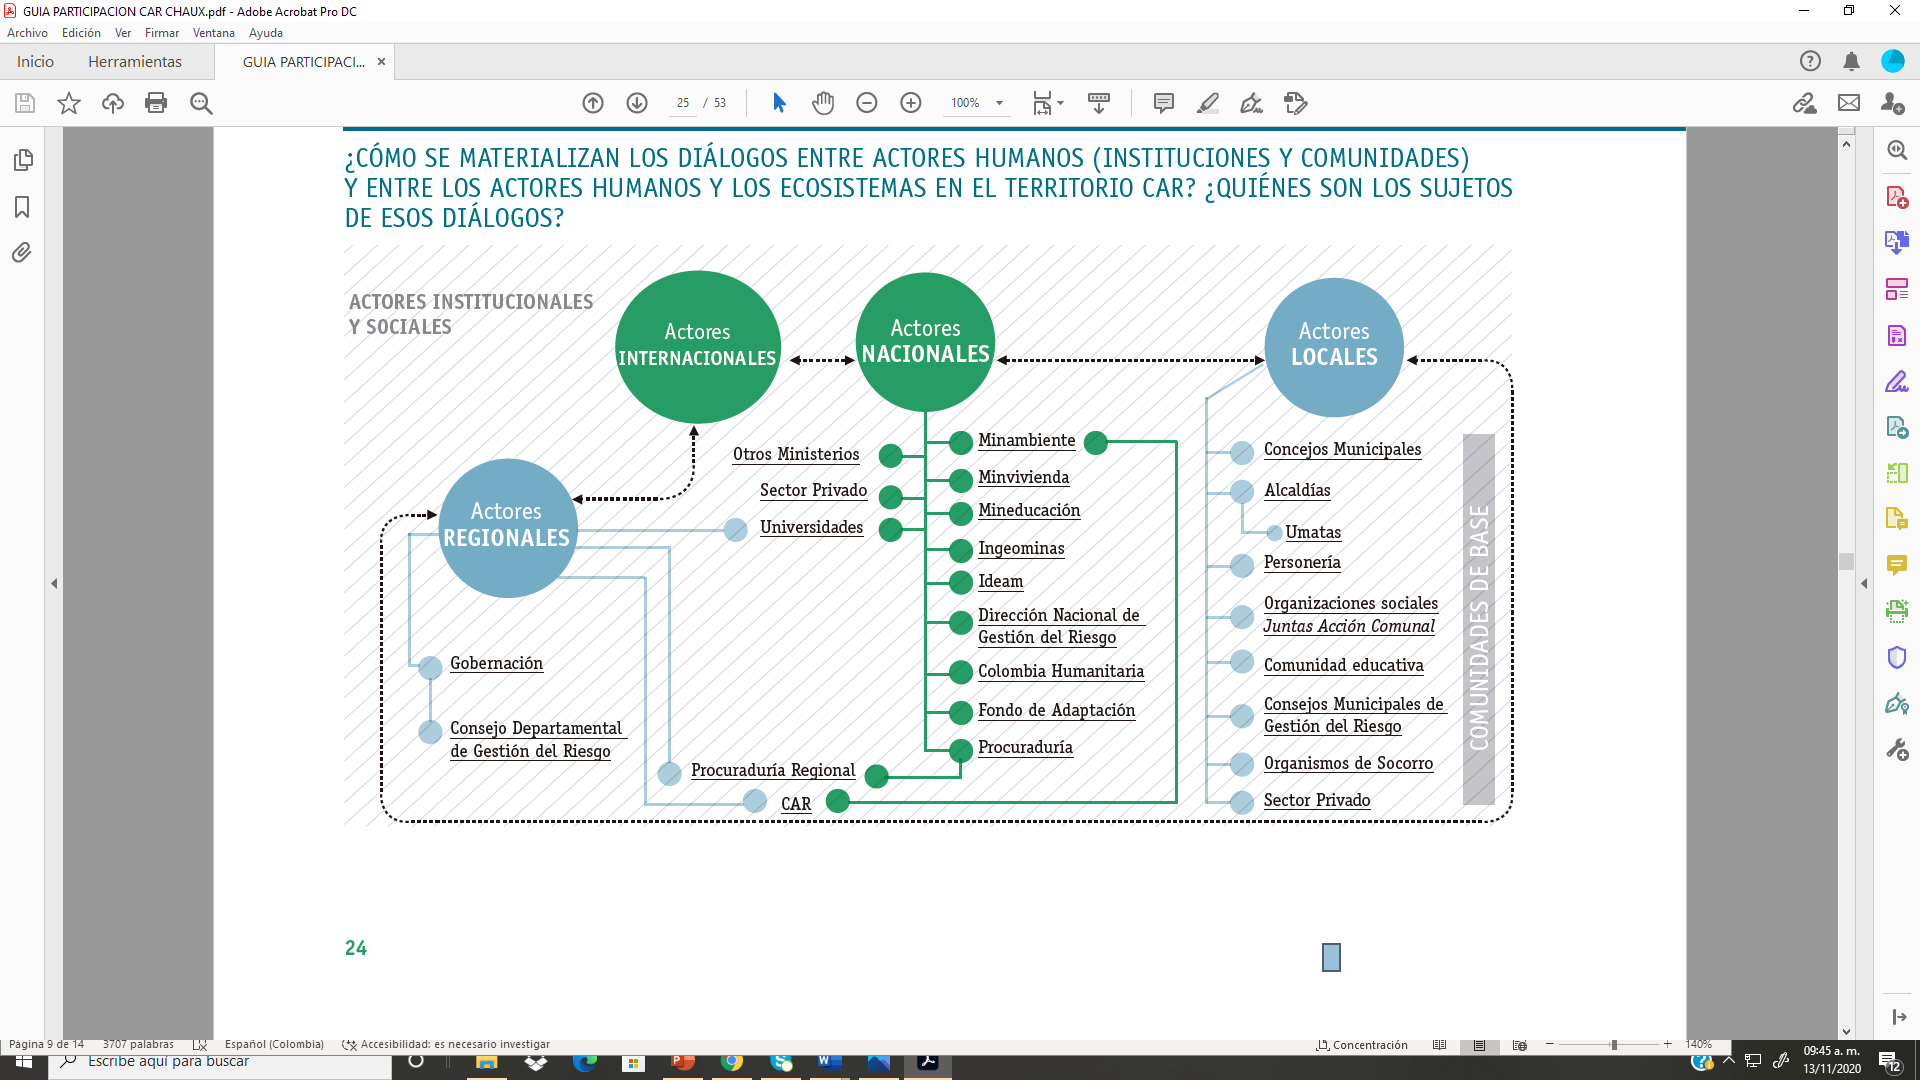 GUIA PARTICIPACION CAR CHAUX.pdf - Adobe Acrobat Pro DC
Archivo Edición Ver Firmar Ventana Ayuda
Inicio Herramientas GUIA PARTICIPACI... ×
25 / 53 100%
¿CÓMO SE MATERIALIZAN LOS DIÁLOGOS ENTRE ACTORES HUMANOS (INSTITUCIONES Y COMUNIDADES)
Y ENTRE LOS ACTORES HUMANOS Y LOS ECOSISTEMAS EN EL TERRITORIO CAR? ¿QUIÉNES SON LOS SUJETOS
DE ESOS DIÁLOGOS?
ACTORES INSTITUCIONALES
Y SOCIALES
Actores
INTERNACIONALES
Actores
NACIONALES
Actores
LOCALES
Actores
REGIONALES
Otros Ministerios
Sector Privado
Universidades
Minambiente
Minvivienda
Mineducación
Ingeominas
Ideam
Dirección Nacional de
Gestión del Riesgo
Colombia Humanitaria
Fondo de Adaptación
Procuraduría
Gobernación
Consejo Departamental
de Gestión del Riesgo
Procuraduría Regional
CAR
Concejos Municipales
Alcaldías
Umatas
Personería
Organizaciones sociales
Juntas Acción Comunal
Comunidad educativa
Consejos Municipales de
Gestión del Riesgo
Organismos de Socorro
Sector Privado
COMUNIDADES DE BASE
24
Página 9 de 14 3707 palabras Español (Colombia) Accesibilidad: es necesario investigar Concentración 140%
Escribe aquí para buscar
09:45 a. m.
13/11/2020
12